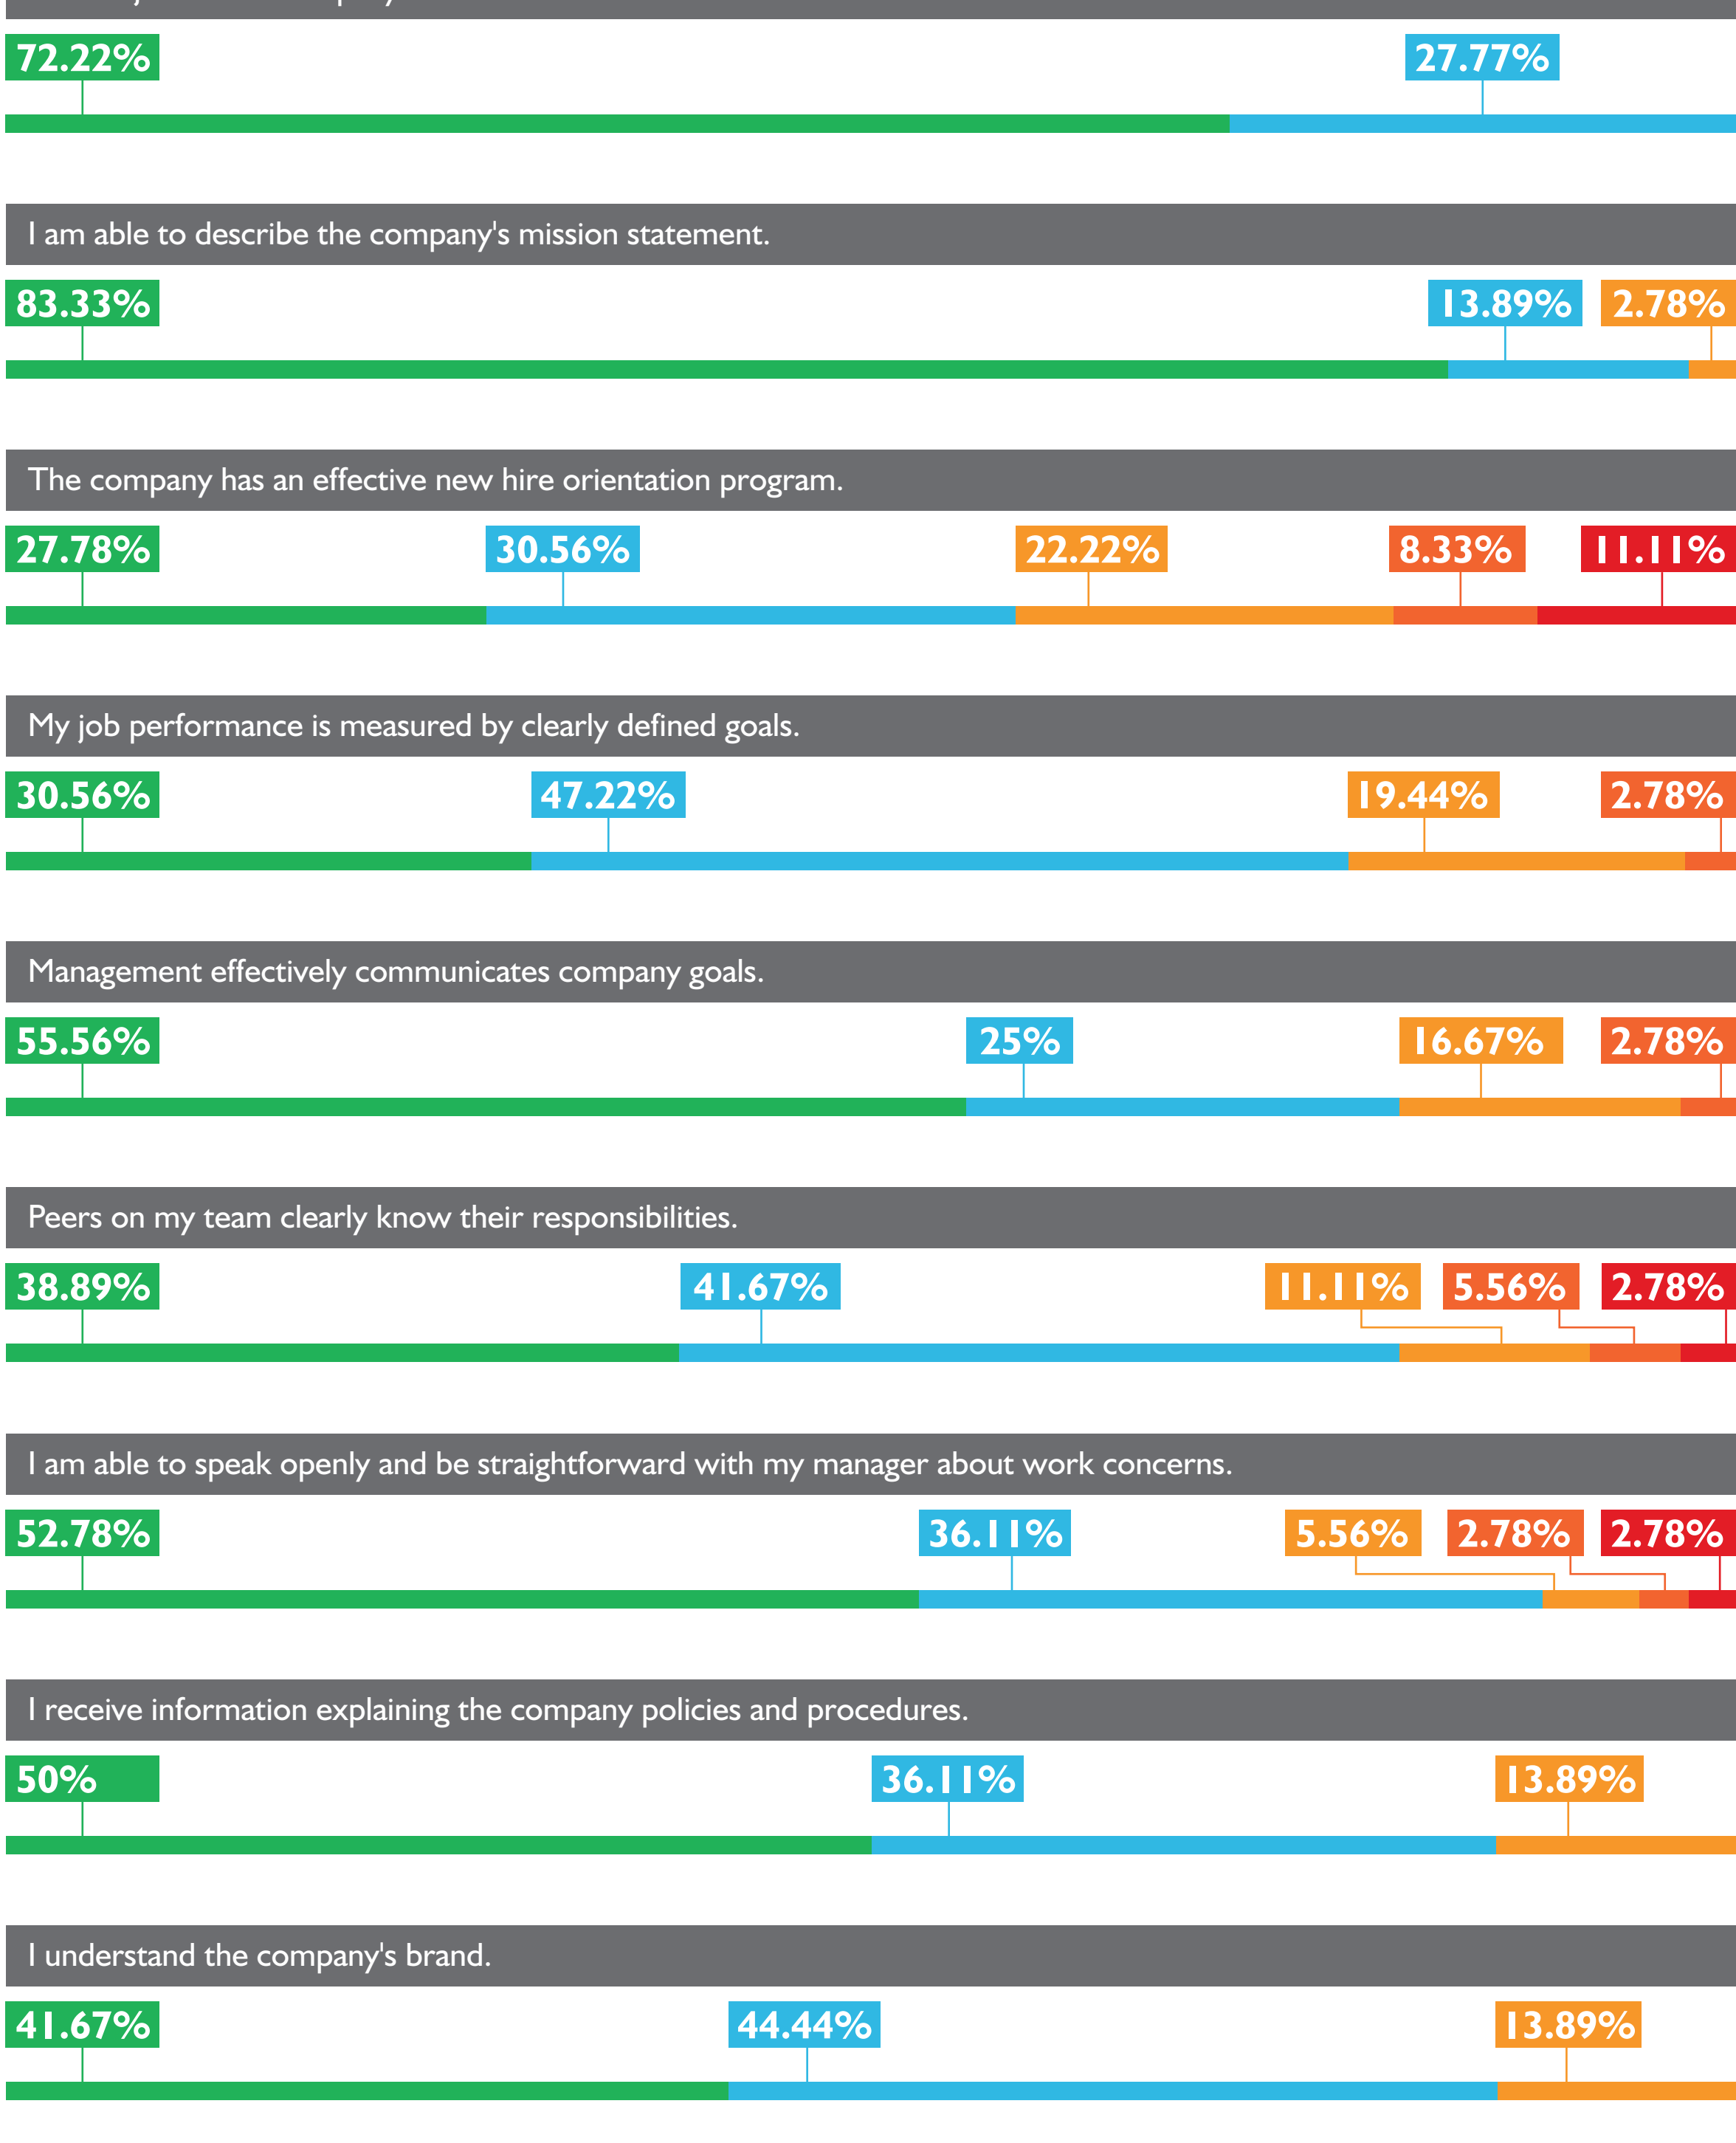 72.22% 27.77%
I am able to describe the company's mission statement.
83.33% 13.89% 2.78%
The company has an effective new hire orientation program.
27.78% 30.56% 22.22% 8.33% 11.11%
My job performance is measured by clearly defined goals.
30.56% 47.22% 19.44% 2.78%
Management effectively communicates company goals.
55.56% 25% 16.67% 2.78%
Peers on my team clearly know their responsibilities.
38.89% 41.67% 11.11% 5.56% 2.78%
I am able to speak openly and be straightforward with my manager about work concerns.
52.78% 36.11% 5.56% 2.78% 2.78%
I receive information explaining the company policies and procedures.
50% 36.11% 13.89%
I understand the company's brand.
41.67% 44.44% 13.89%